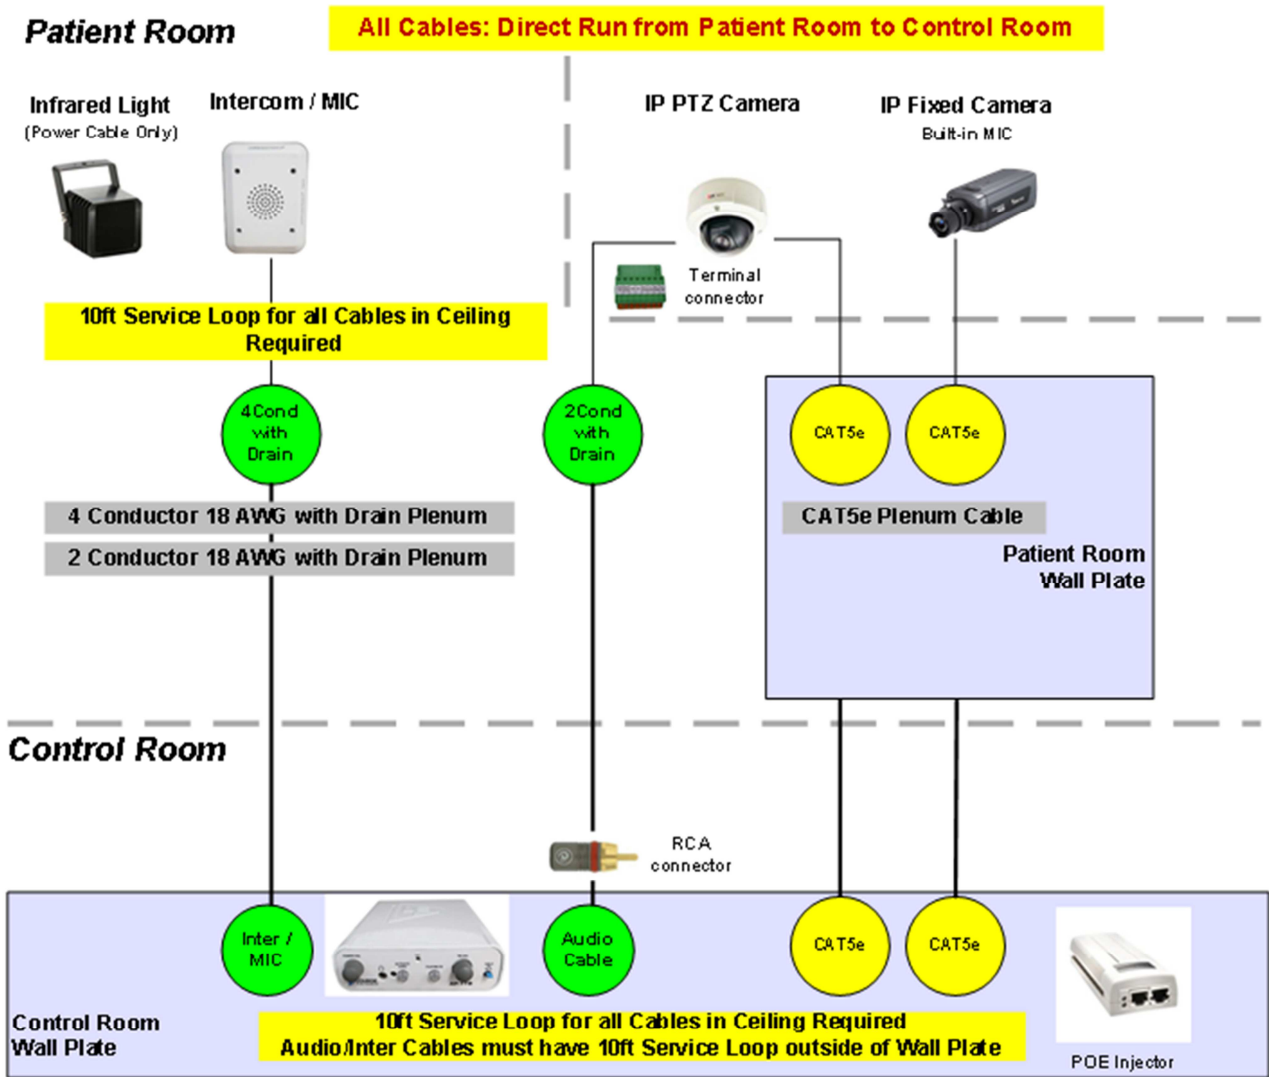 Patient Room
All Cables: Direct Run from Patient Room to Control Room
Infrared Light
(Power Cable Only)
Intercom / MIC
IP PTZ Camera
IP Fixed Camera
Built-in MIC
Terminal
connector
10ft Service Loop for all Cables in Ceiling
Required
4Cond
with
Drain
2Cond
with
Drain
CAT5e
CAT5e
4 Conductor 18 AWG with Drain Plenum
2 Conductor 18 AWG with Drain Plenum
CAT5e Plenum Cable
Patient Room
Wall Plate
Control Room
RCA
connector
Inter /
MIC
Audio
Cable
CAT5e
CAT5e
Control Room
Wall Plate
10ft Service Loop for all Cables in Ceiling Required
Audio/Inter Cables must have 10ft Service Loop outside of Wall Plate
POE Injector